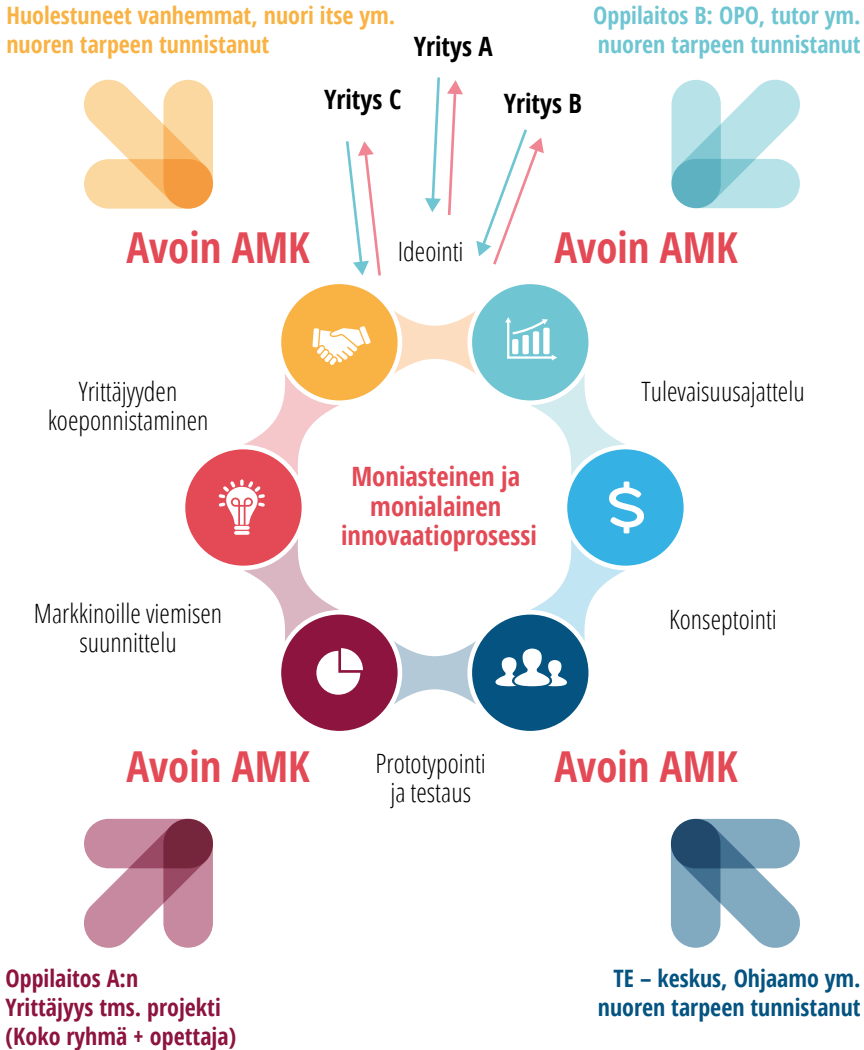 Huolestuneet vanhemmat, nuori itse ym.
nuoren tarpeen tunnistanut
Oppilaitos B: OPO, tutor ym.
nuoren tarpeen tunnistanut
Yritys A
Yritys C
Yritys B
Avoin AMK
Ideointi
Avoin AMK
Yrittäjyyden
koeponnistaminen
Tulevaisuusajattelu
Moniasteinen ja
monialainen
innovaatioprosessi
$
Markkinoille viemisen
suunnittelu
Konseptointi
Avoin AMK
Prototypointi
ja testaus
Avoin AMK
Oppilaitos A:n
Yrittäjyys tms. projekti
(Koko ryhmä + opettaja)
TE – keskus, Ohjaamo ym.
nuoren tarpeen tunnistanut